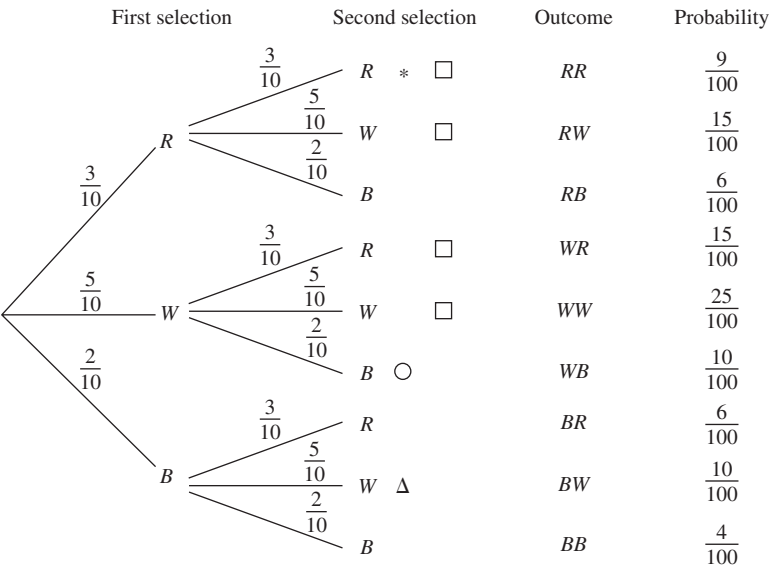 First selection Second selection Outcome Probability
3/10 R * □ RR 9/100
5/10 W □ RW 15/100
R
2/10 B RB 6/100
3/10
3/10 R □ WR 15/100
5/10 5/10 W □ WW 25/100
W
2/10 B ○ WB 10/100
2/10
3/10 R BR 6/100
5/10 W Δ BW 10/100
B
2/10 B BB 4/100